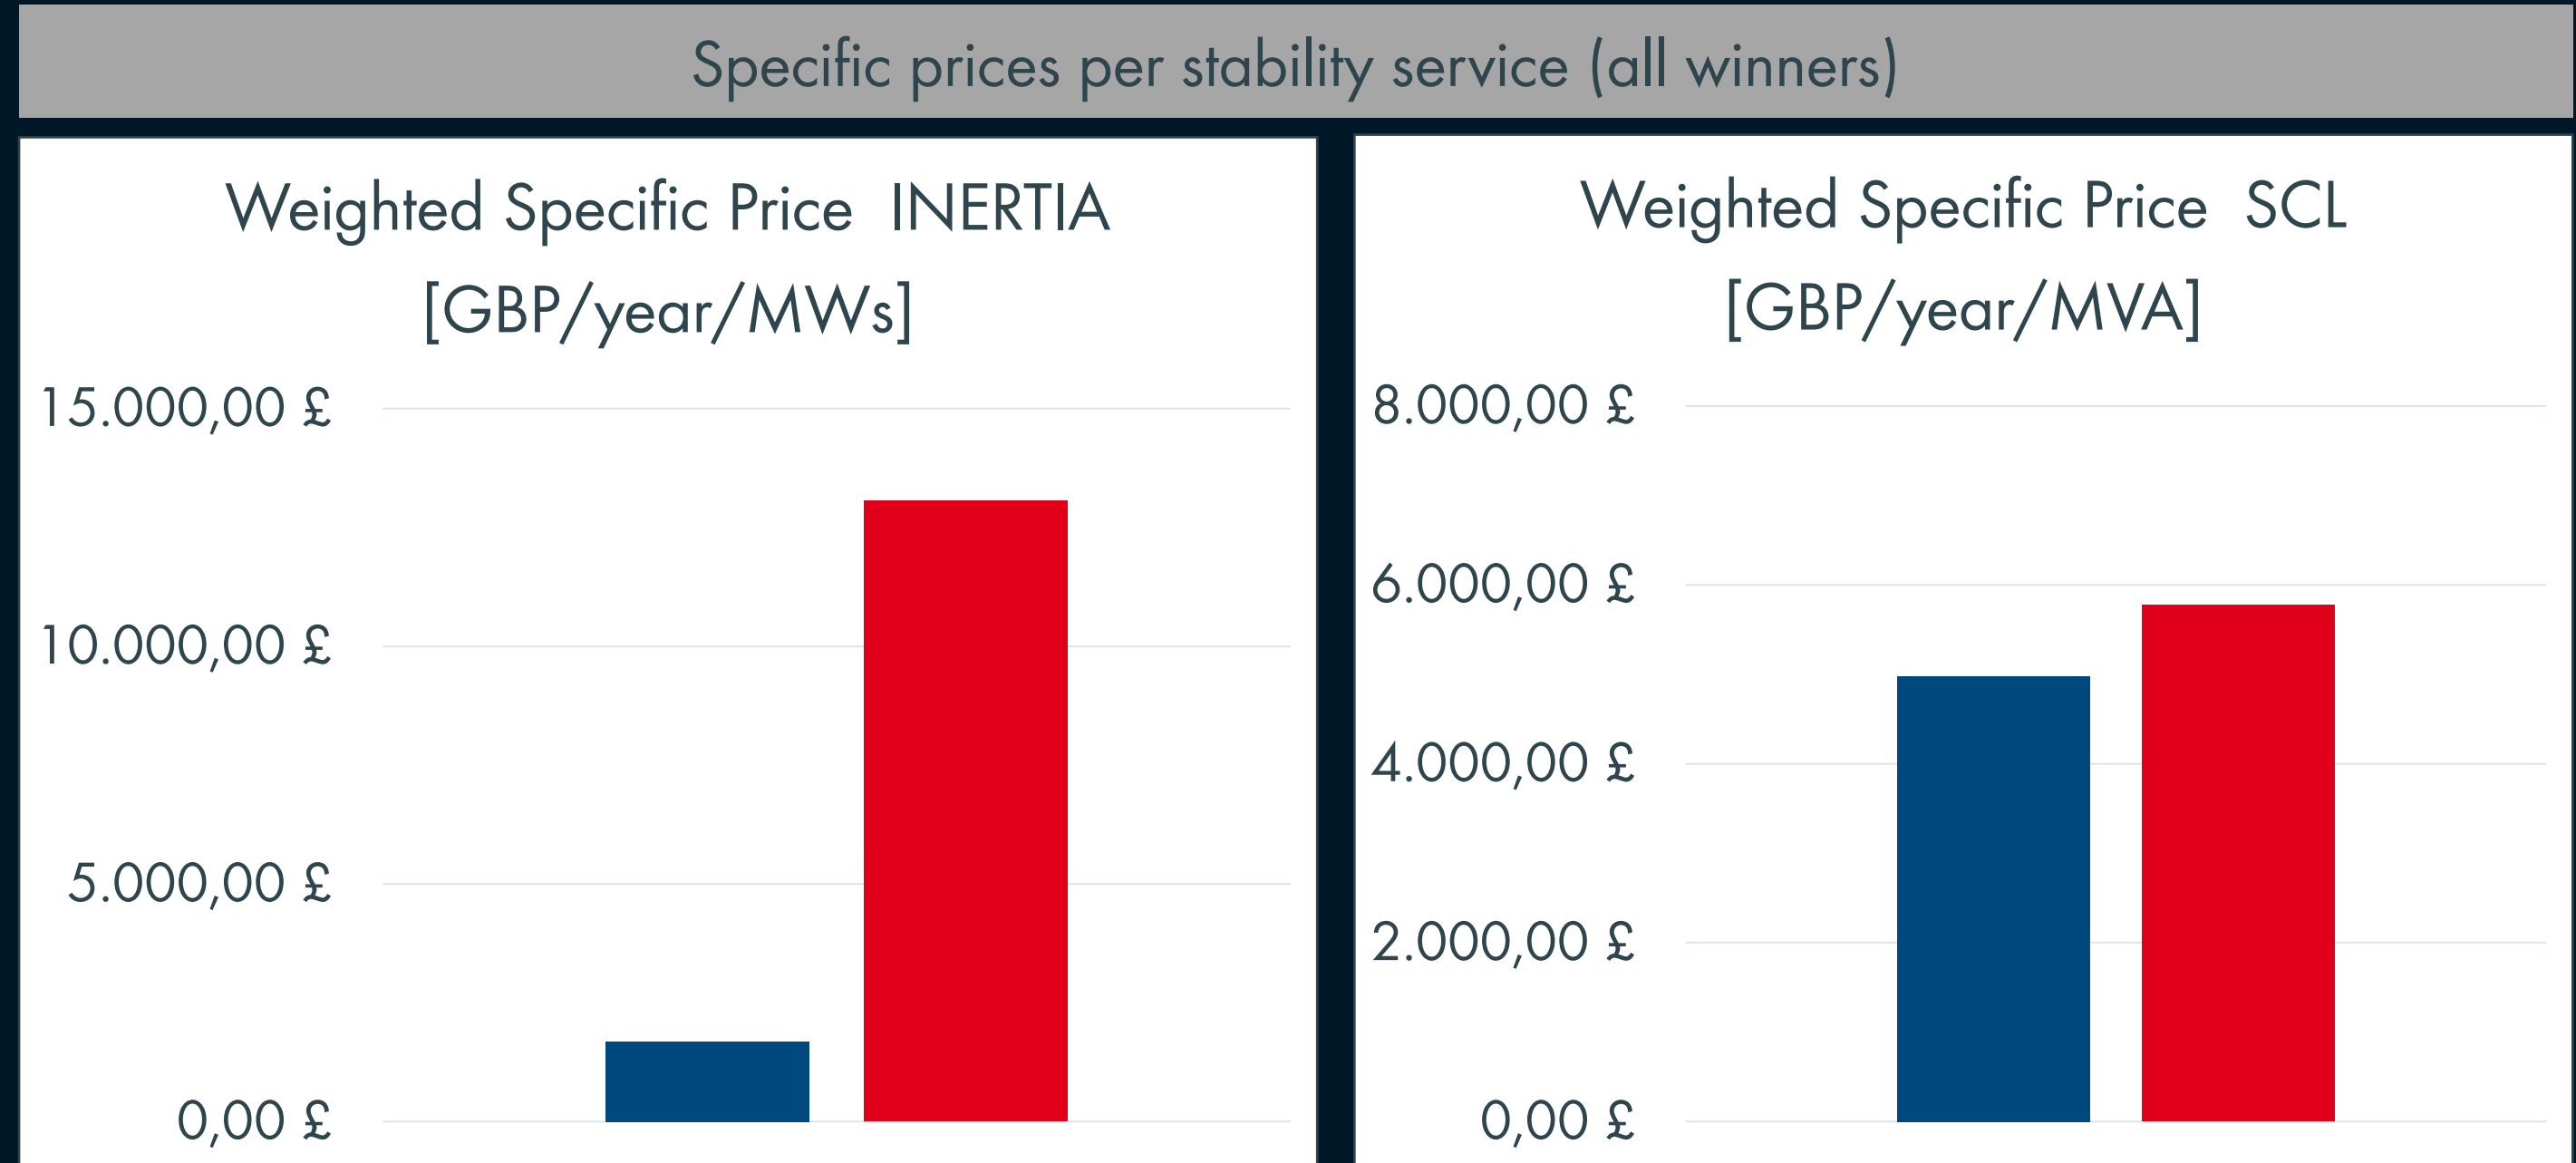 Specific prices per stability service (all winners)
Weighted Specific Price INERTIA
[GBP/year/MWs]
15.000,00 £
10.000,00 £
5.000,00 £
0,00 £
Weighted Specific Price SCL
[GBP/year/MVA]
8.000,00 £
6.000,00 £
4.000,00 £
2.000,00 £
0,00 £